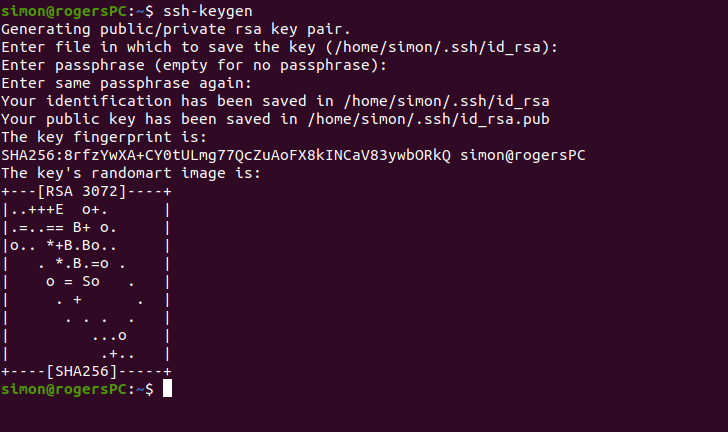 simon@rogersPC:~$ ssh-keygen
Generating public/private rsa key pair.
Enter file in which to save the key (/home/simon/.ssh/id_rsa):
Enter passphrase (empty for no passphrase):
Enter same passphrase again:
Your identification has been saved in /home/simon/.ssh/id_rsa
Your public key has been saved in /home/simon/.ssh/id_rsa.pub
The key fingerprint is:
SHA256:8rfzYwXA+CY0tULmg77QcZuAoFX8kINCaV83ywbORkQ simon@rogersPC
The key's randomart image is:
+---[RSA 3072]----+
|..+++E  o+.      |
|.=..== B+ o.     |
|o.. *+B.Bo..     |
|   . *.B.=o .    |
|    o = So   .   |
|     . +      .  |
|      . . .  .   |
|         ...o    |
|          .+..   |
+----[SHA256]-----+
simon@rogersPC:~$